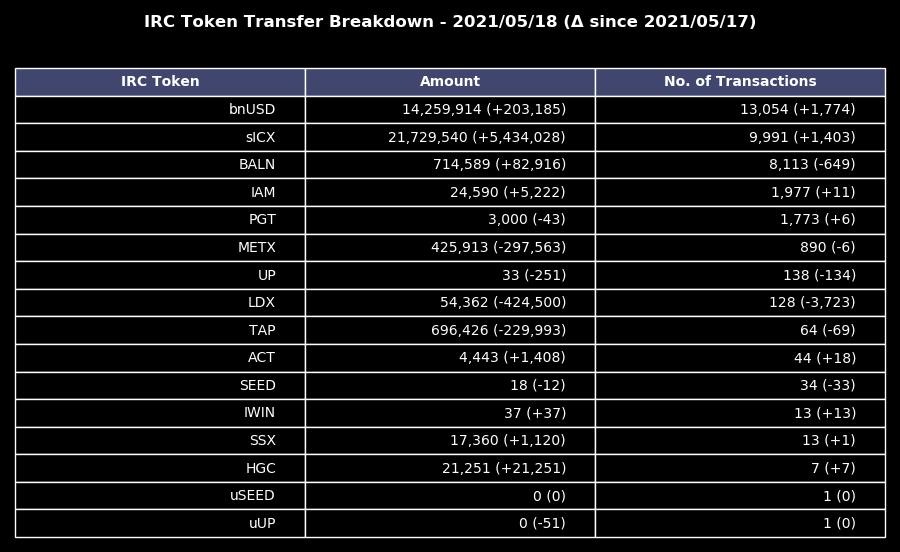 IRC Token Transfer Breakdown - 2021/05/18 (Δ since 2021/05/17)
IRC Token Amount No. of Transactions
bnUSD 14,259,914 (+203,185) 13,054 (+1,774)
sICX 21,729,540 (+5,434,028) 9,991 (+1,403)
BALN 714,589 (+82,916) 8,113 (-649)
IAM 24,590 (+5,222) 1,977 (+11)
PGT 3,000 (-43) 1,773 (+6)
METX 425,913 (-297,563) 890 (-6)
UP 33 (-251) 138 (-134)
LDX 54,362 (-424,500) 128 (-3,723)
TAP 696,426 (-229,993) 64 (-69)
ACT 4,443 (+1,408) 44 (+18)
SEED 18 (-12) 34 (-33)
IWIN 37 (+37) 13 (+13)
SSX 17,360 (+1,120) 13 (+1)
HGC 21,251 (+21,251) 7 (+7)
uSEED 0 (0) 1 (0)
uUP 0 (-51) 1 (0)